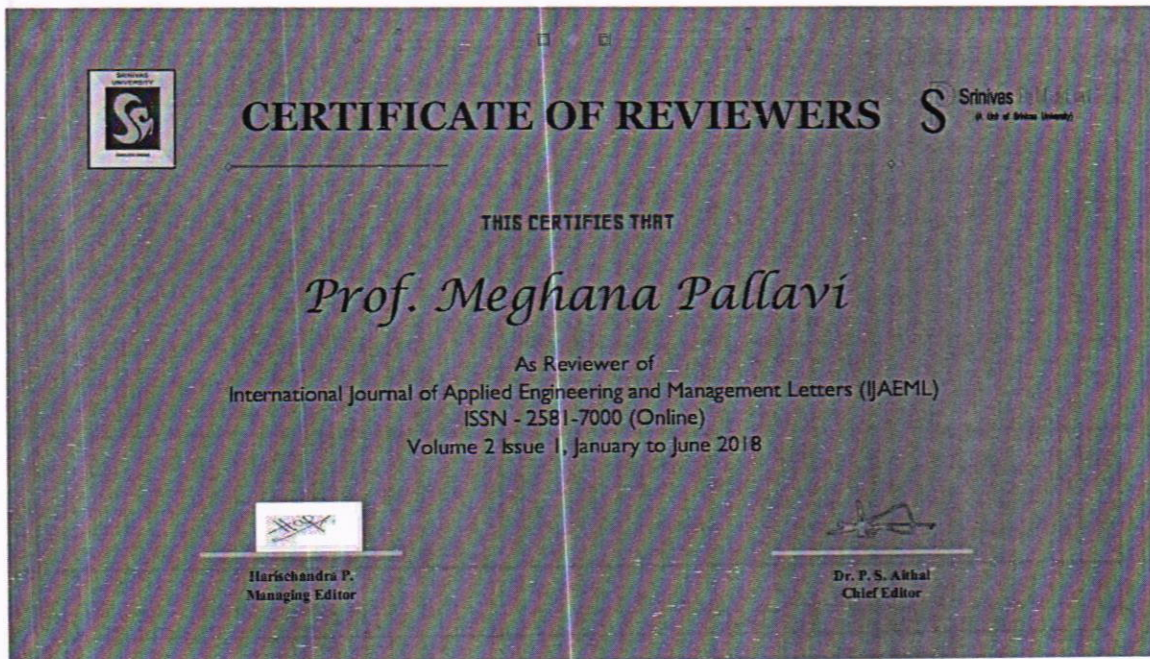 SRINIVAS
UNIVERSITY
CERTIFICATE OF REVIEWERS
Srinivas
THIS CERTIFIES THAT
Prof. Meghana Pallavi
As Reviewer of
International Journal of Applied Engineering and Management Letters (IJAEML)
ISSN - 2581-7000 (Online)
Volume 2 Issue 1, January to June 2018
Harischandra P.
Managing Editor
Dr. P. S. Aithal
Chief Editor